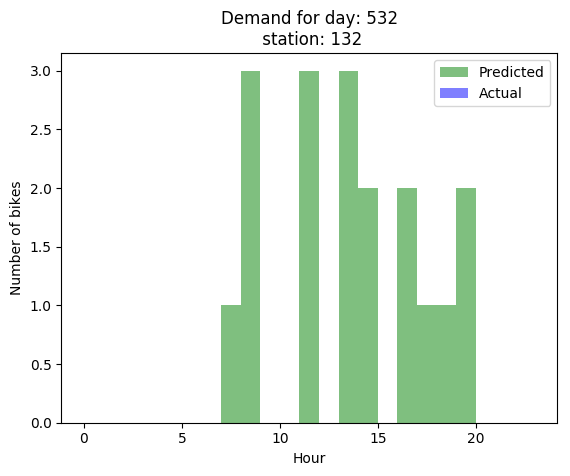 Demand for day: 532
station: 132
Predicted
Actual
3.0
2.5
2.0
1.5
1.0
0.5
0.0
Number of bikes
0
5
10
15
20
Hour